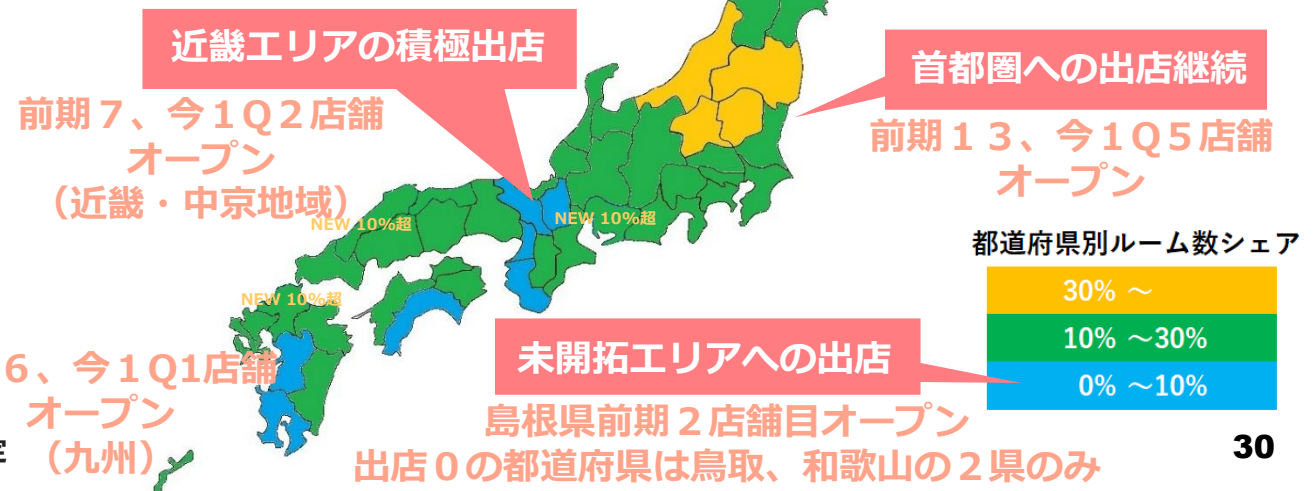 近畿エリアの積極出店
前期７、今１Q２店舗
オープン
（近畿・中京地域）
首都圏への出店継続
前期１３、今１Q５店舗
オープン
NEW 10%超
NEW 10%超
NEW 10%超
都道府県別ルーム数シェア
30% ～
10% ～30%
0% ～10%
未開拓エリアへの出店
島根県前期２店舗目オープン
出店０の都道府県は鳥取、和歌山の２県のみ
6、今１Q1店舗
オープン
（九州）
30